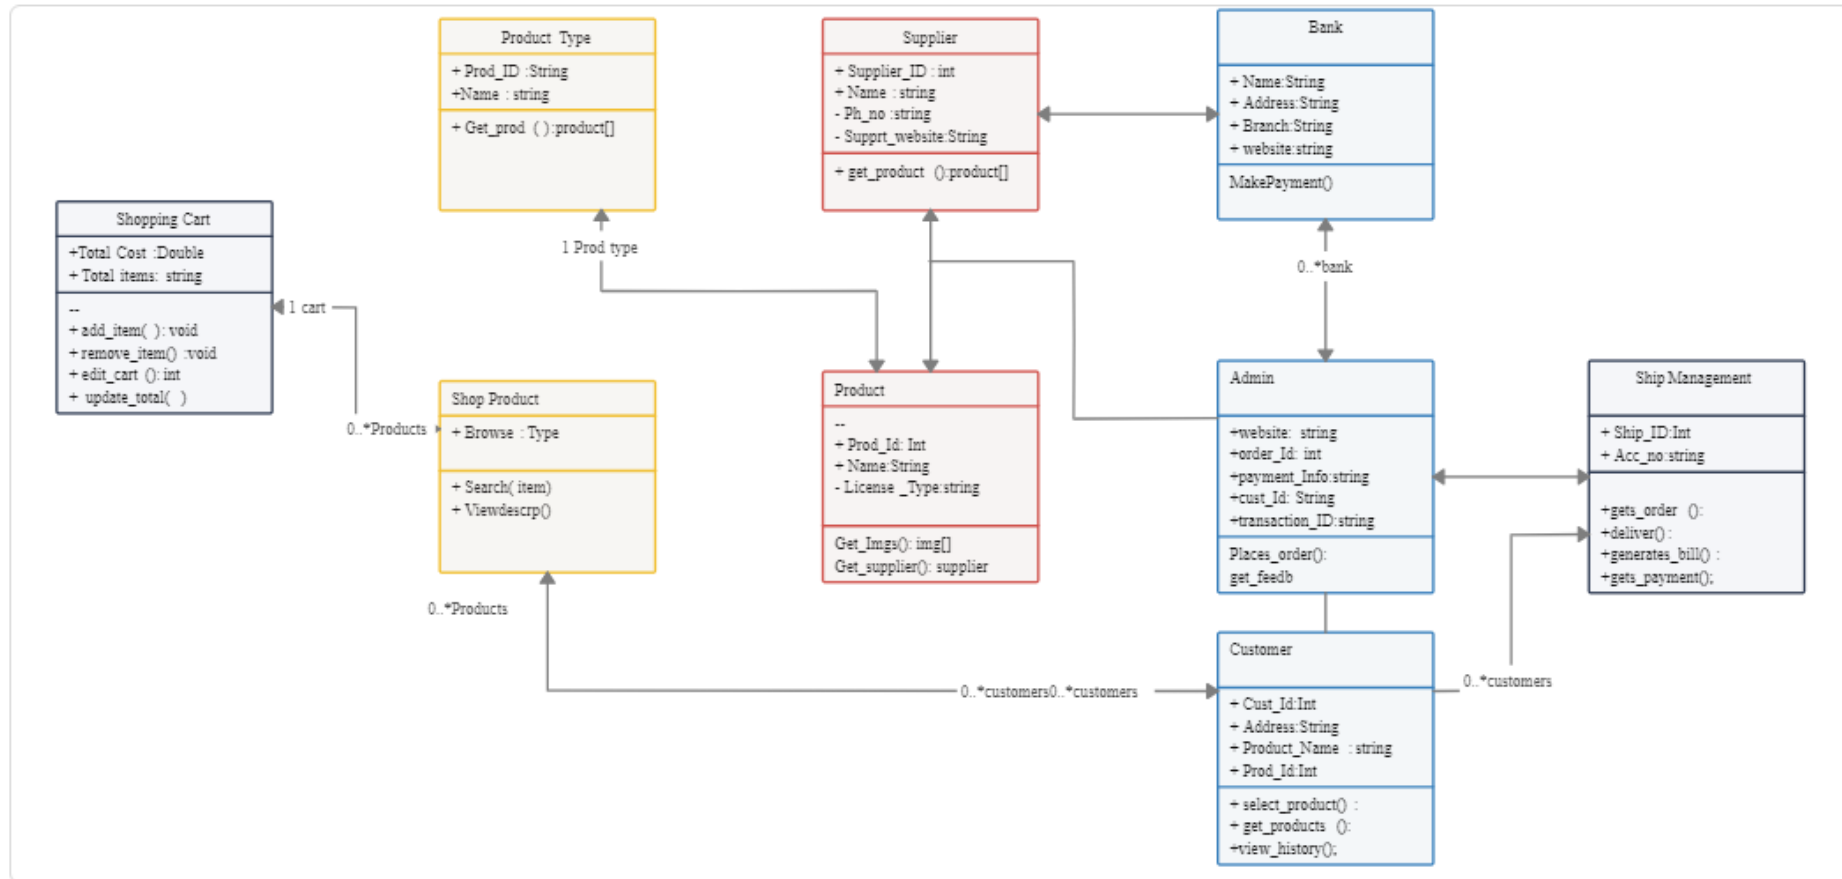 Product Type
+ Prod_ID :String
+Name : string
+ Get_prod ( ):product[]
Supplier
+ Supplier_ID : int
+ Name : string
- Ph_no :string
- Supprt_website:String
+ get_product ():product[]
Bank
+ Name:String
+ Address:String
+ Branch:String
+ website:string
MakePayment()
Shopping Cart
+Total Cost :Double
+ Total items: string
--
+ add_item( ): void
+ remove_item() :void
+ edit_cart (): int
+ update_total( )
1 Prod type
0..*bank
1 cart
0..*Products
Shop Product
+ Browse : Type
+ Search( item)
+ Viewdescrp()
Product
--
+ Prod_Id: Int
+ Name:String
- License _Type:string
Get_Imgs(): img[]
Get_supplier(): supplier
Admin
+website: string
+order_Id: int
+payment_Info:string
+cust_Id: String
+transaction_ID:string
Places_order():
get_feedb
Ship Management
+ Ship_ID:Int
+ Acc_no:string
+gets_order ():
+deliver() :
+generates_bill() :
+gets_payment();
0..*Products
0..*customers0..*customers
0..*customers
Customer
+ Cust_Id:Int
+ Address:String
+ Product_Name : string
+ Prod_Id:Int
+ select_product() :
+ get_products ():
+view_history();